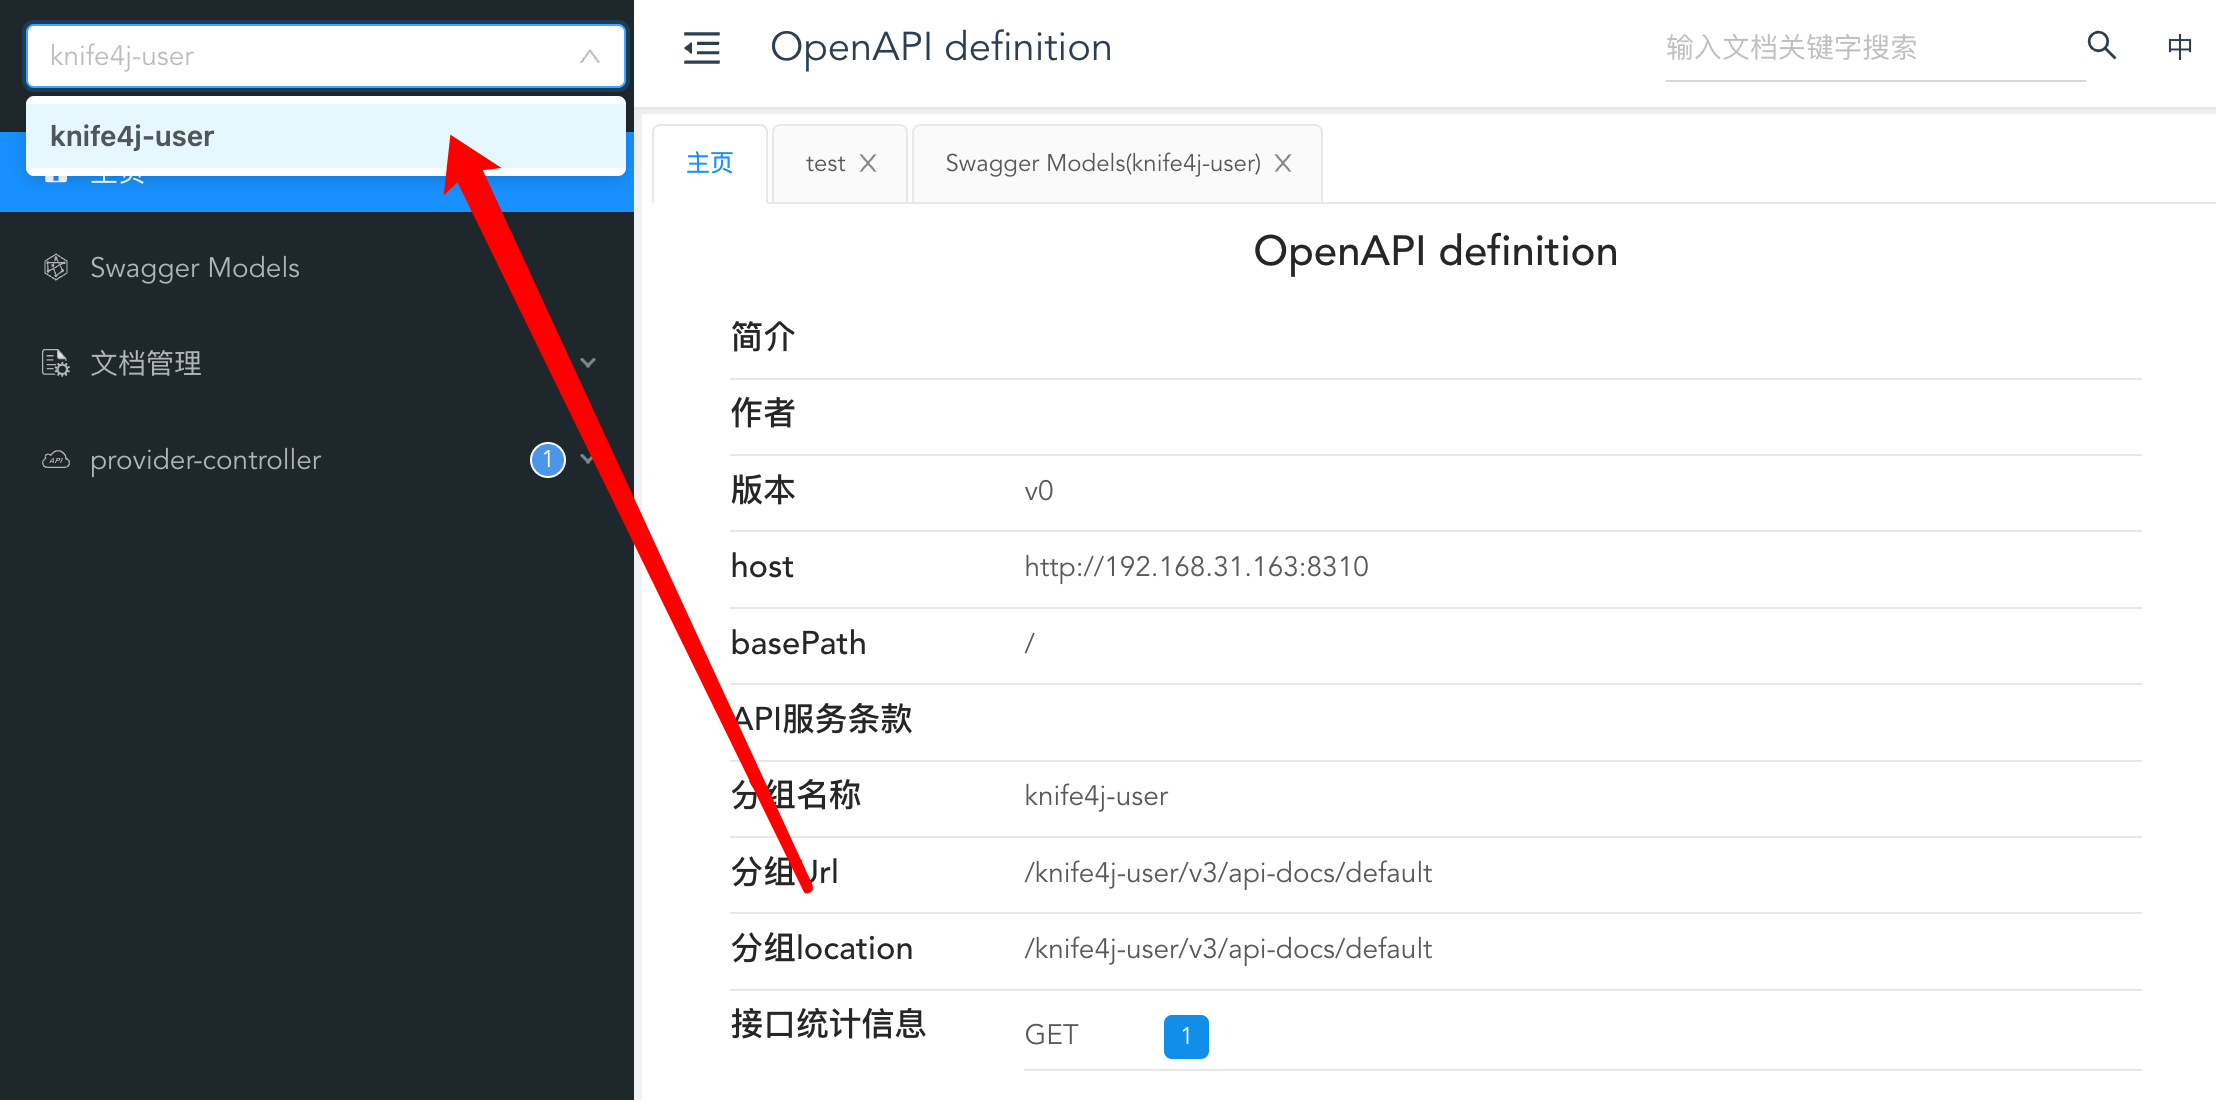 knife4j-user
knife4j-user
主页
Swagger Models
文档管理
provider-controller
1
OpenAPI definition
输入文档关键字搜索
中
主页
test
Swagger Models(knife4j-user)
OpenAPI definition
简介
作者
版本 v0
host http://192.168.31.163:8310
basePath /
API服务条款
分组名称 knife4j-user
分组Url /knife4j-user/v3/api-docs/default
分组location /knife4j-user/v3/api-docs/default
接口统计信息 GET 1